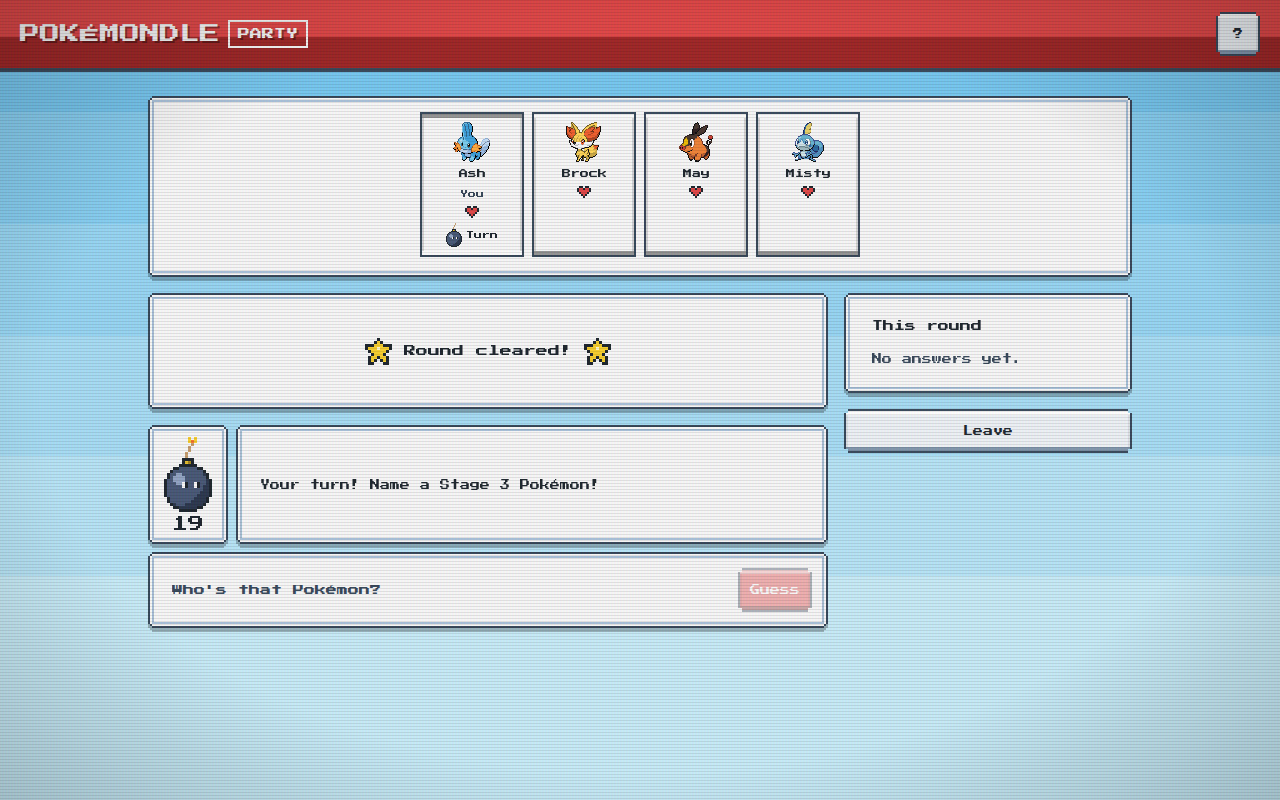 POKéMONDLE PARTY
?
Ash
You
Turn
Brock
May
Misty
Round cleared!
This round
No answers yet.
Leave
19
Your turn! Name a Stage 3 Pokémon!
Who's that Pokémon?
Guess